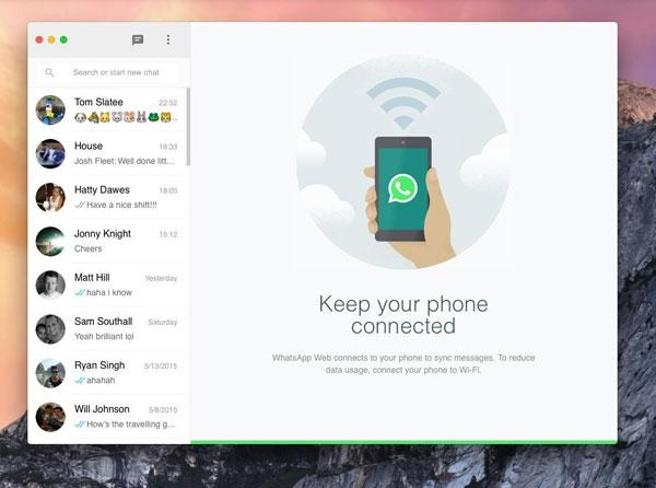 Search or start new chat
Tom Slatee 22:52
House 18:33
Josh Fleet: Well done litt...
Hatty Dawes 18:05
Have a nice shift!!!
Jonny Knight 15:12
Cheers
Matt Hill Yesterday
haha i know
Sam Southall Saturday
Yeah brilliant lol
Ryan Singh 5/13/2015
ahahah
Will Johnson 5/8/2015
How's the travelling g...
Keep your phone
connected
WhatsApp Web connects to your phone to sync messages. To reduce
data usage, connect your phone to Wi-Fi.